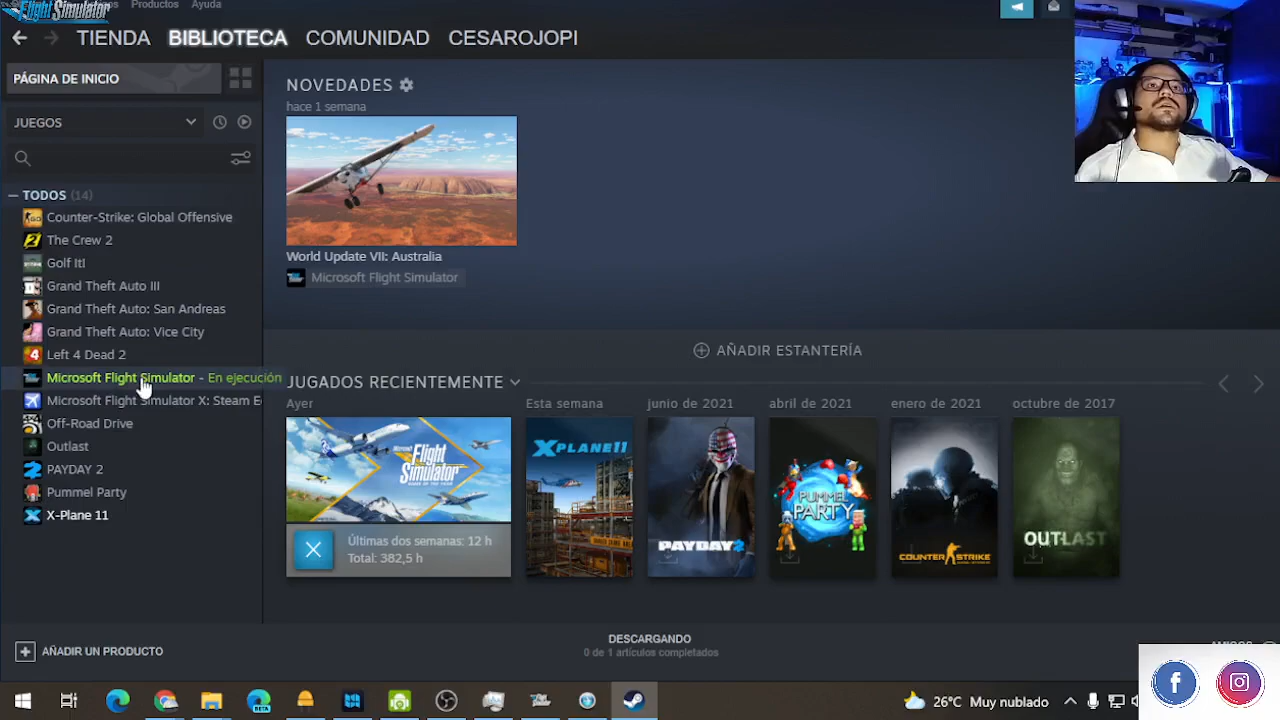 Flight Simulator
Productos
Ayuda
TIENDA
BIBLIOTECA
COMUNIDAD
CESAROJOPI
PÁGINA DE INICIO
JUEGOS
TODOS (14)
Counter-Strike: Global Offensive
The Crew 2
Golf It!
Grand Theft Auto III
Grand Theft Auto: San Andreas
Grand Theft Auto: Vice City
Left 4 Dead 2
Microsoft Flight Simulator - En ejecución
Microsoft Flight Simulator X: Steam E
Off-Road Drive
Outlast
PAYDAY 2
Pummel Party
X-Plane 11
AÑADIR UN PRODUCTO
NOVEDADES
hace 1 semana
World Update VII: Australia
Microsoft Flight Simulator
AÑADIR ESTANTERÍA
JUGADOS RECIENTEMENTE
Ayer
Esta semana
junio de 2021
abril de 2021
enero de 2021
octubre de 2017
Flight Simulator
X PLANE 11
PAYDAY 2
PUMMEL PARTY
COUNTER STRIKE
OUTLAST
Últimas dos semanas: 12 h
Total: 382,5 h
DESCARGANDO
0 de 1 artículos completados
BETA
26°C Muy nublado